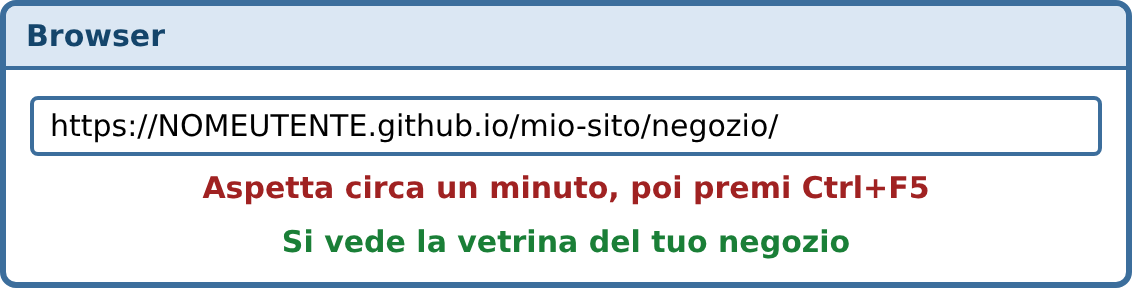 Browser
https://NOMEUTENTE.github.io/mio-sito/negozio/
Aspetta circa un minuto, poi premi Ctrl+F5
Si vede la vetrina del tuo negozio